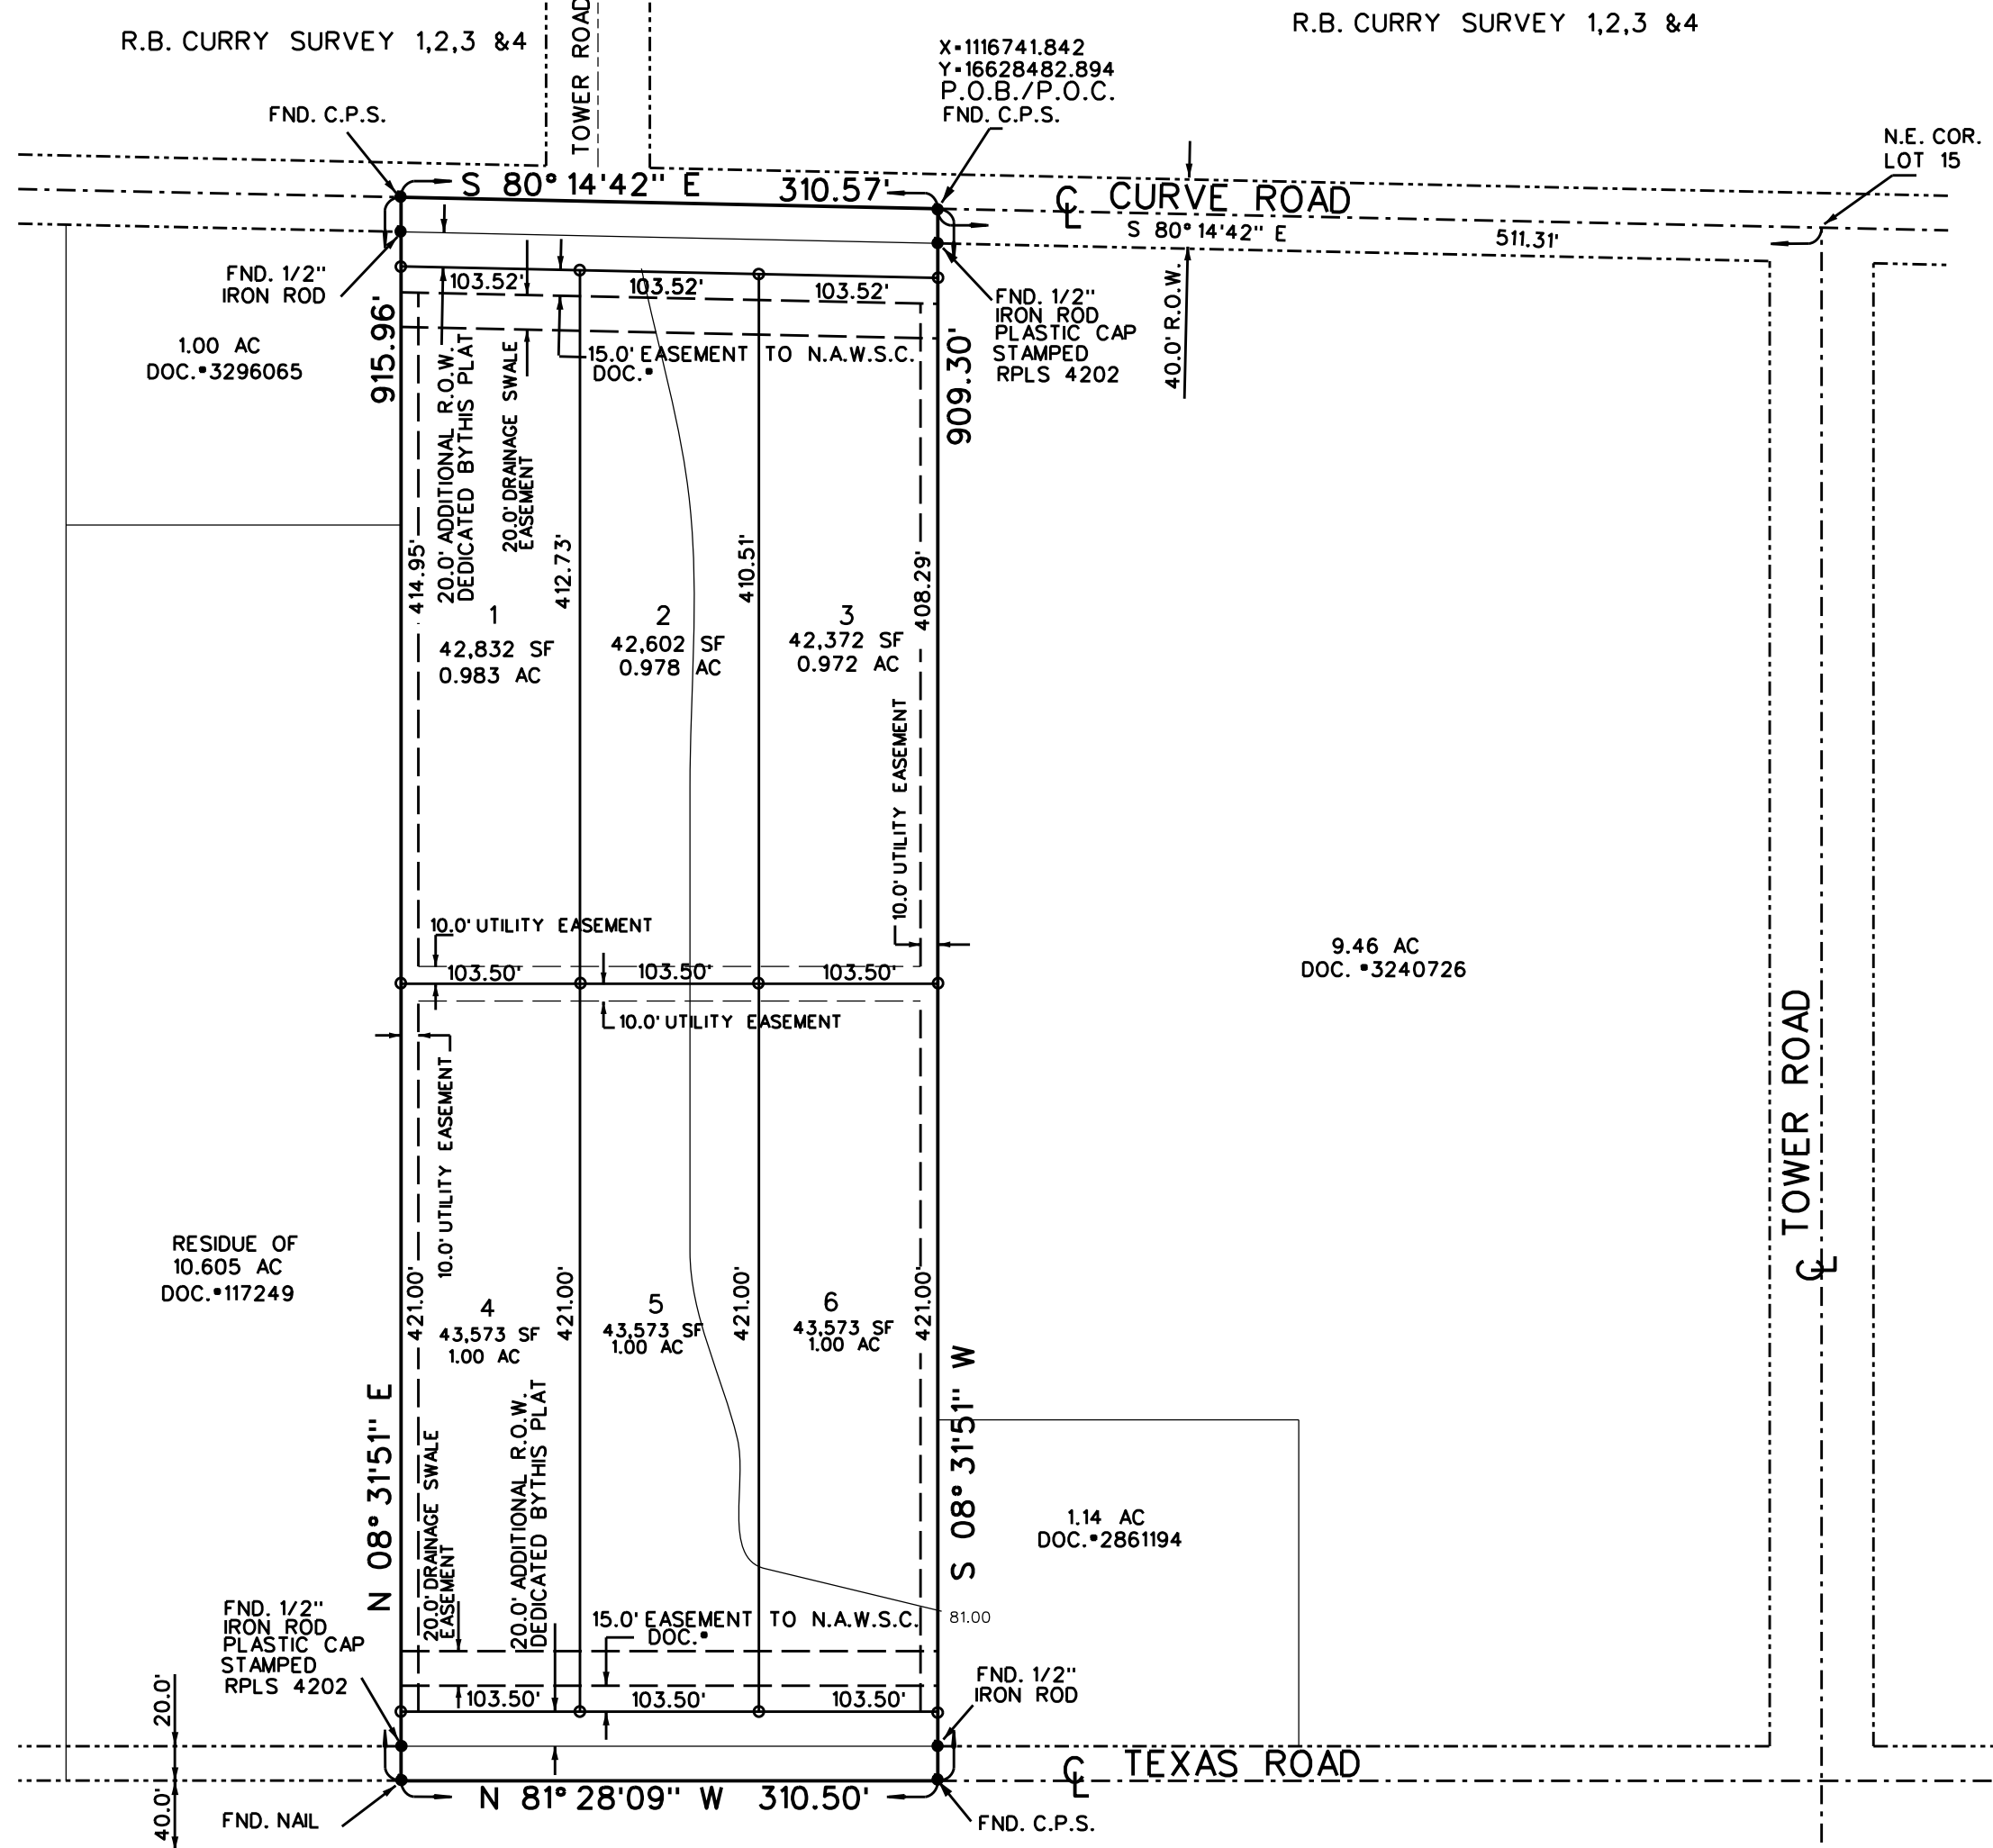 R.B. CURRY SURVEY 1,2,3 &4
TOWER ROAD
R.B. CURRY SURVEY 1,2,3 &4
X=1116741.842
Y=16628482.894
P.O.B./P.O.C.
FND. C.P.S.
FND. C.P.S.
N.E. COR.
LOT 15
S 80° 14'42" E 310.57'
℄ CURVE ROAD
S 80° 14'42" E 511.31'
FND. 1/2"
IRON ROD
103.52'
103.52'
103.52'
FND. 1/2"
IRON ROD
PLASTIC CAP
STAMPED
RPLS 4202
40.0' R.O.W.
1.00 AC
DOC.#3296065
915.96'
909.30'
15.0' EASEMENT TO N.A.W.S.C.
DOC.#
20.0' ADDITIONAL R.O.W.
DEDICATED BY THIS PLAT
20.0' DRAINAGE SWALE
EASEMENT
414.95'
412.73'
410.51'
408.29'
1
42,832 SF
0.983 AC
2
42,602 SF
0.978 AC
3
42,372 SF
0.972 AC
10.0' UTILITY EASEMENT
10.0' UTILITY EASEMENT
103.50'
103.50'
103.50'
10.0' UTILITY EASEMENT
9.46 AC
DOC. #3240726
TOWER ROAD
℄
10.0' UTILITY EASEMENT
RESIDUE OF
10.605 AC
DOC.#117249
421.00'
421.00'
421.00'
421.00'
4
43,573 SF
1.00 AC
5
43,573 SF
1.00 AC
6
43,573 SF
1.00 AC
N 08° 31'51" E
S 08° 31'51" W
20.0' DRAINAGE SWALE
EASEMENT
20.0' ADDITIONAL R.O.W.
DEDICATED BY THIS PLAT
1.14 AC
DOC.#2861194
15.0' EASEMENT TO N.A.W.S.C.
DOC.#
81.00
FND. 1/2"
IRON ROD
PLASTIC CAP
STAMPED
RPLS 4202
FND. 1/2"
IRON ROD
103.50'
103.50'
103.50'
20.0'
40.0'
℄ TEXAS ROAD
N 81° 28'09" W 310.50'
FND. NAIL
FND. C.P.S.